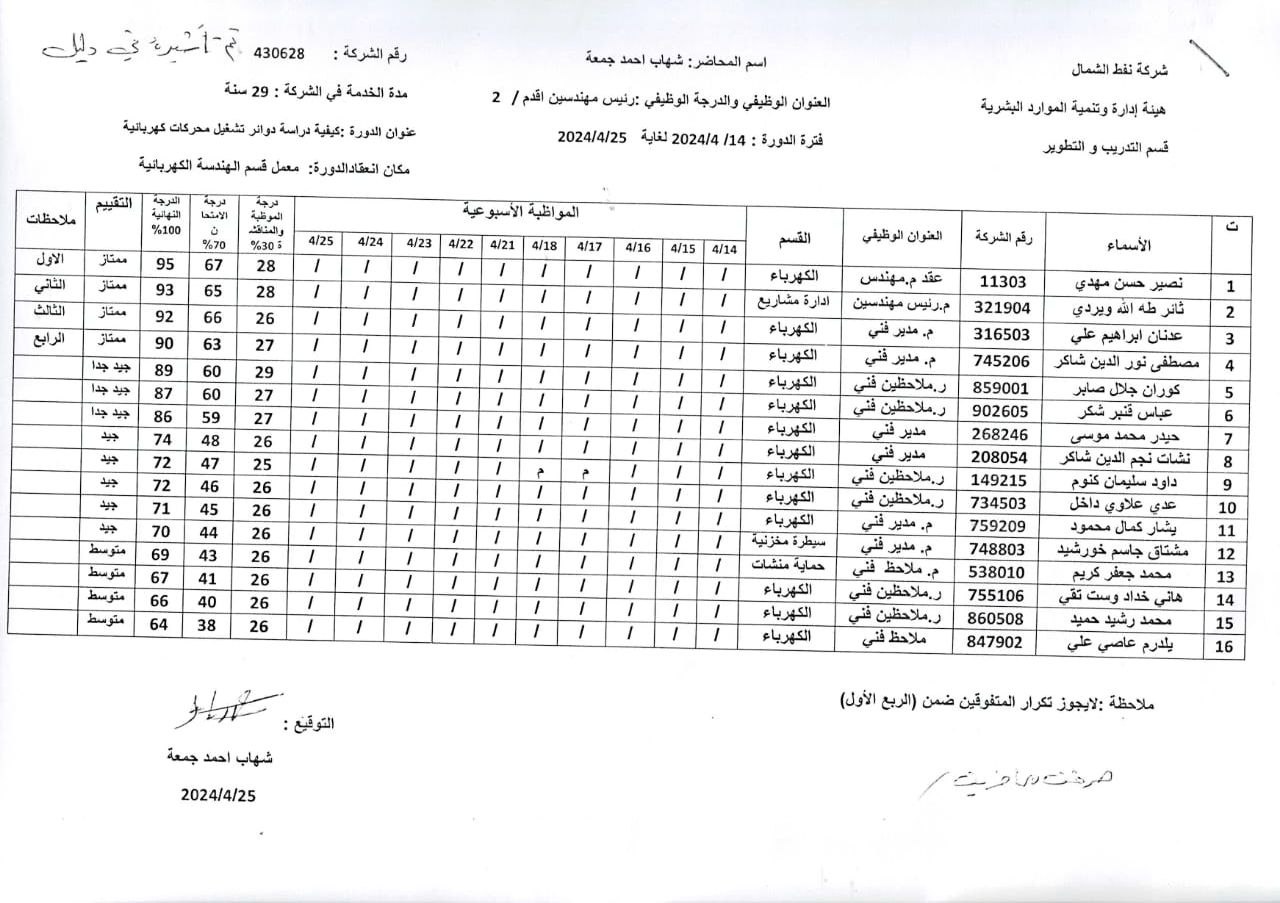 شركة نفط الشمال
هيئة إدارة وتنمية الموارد البشرية
قسم التدريب و التطوير
اسم المحاضر: شهاب احمد جمعة
العنوان الوظيفي والدرجة الوظيفي :رئيس مهندسين اقدم / 2
فترة الدورة : 14/ 2024/4 لغاية 2024/4/25
رقم الشركة : 430628
مدة الخدمة في الشركة : 29 سنة
عنوان الدورة :كيفية دراسة دوائر تشغيل محركات كهربائية
مكان انعقادالدورة: معمل قسم الهندسة الكهربائية
ت الأسماء رقم الشركة العنوان الوظيفي القسم المواظبة الأسبوعية درجة الموظبة والمناقشة 30% درجة الامتحان 70% الدرجة النهائية 100% التقييم ملاحظات
4/14 4/15 4/16 4/17 4/18 4/21 4/22 4/23 4/24 4/25
1 نصير حسن مهدي 11303 عقد م.مهندس الكهرباء / / / / / / / / / / 28 67 95 ممتاز الاول
2 ثائر طه الله ويردي 321904 م.رئيس مهندسين ادارة مشاريع / / / / / / / / / / 28 65 93 ممتاز الثاني
3 عدنان ابراهيم علي 316503 م. مدير فني الكهرباء / / / / / / / / / / 26 66 92 ممتاز الثالث
4 مصطفى نور الدين شاكر 745206 م. مدير فني الكهرباء / / / / / / / / / / 27 63 90 ممتاز الرابع
5 كوران جلال صابر 859001 ر.ملاحظين فني الكهرباء / / / / / / / / / / 29 60 89 جيد جدا
6 عباس قنبر شكر 902605 ر.ملاحظين فني الكهرباء / / / / / / / / / / 27 60 87 جيد جدا
7 حيدر محمد موسى 268246 مدير فني الكهرباء / / / / / / / / / / 27 59 86 جيد جدا
8 نشات نجم الدين شاكر 208054 مدير فني الكهرباء / / / / / / / / / / 26 48 74 جيد
9 داود سليمان كنوم 149215 ر.ملاحظين فني الكهرباء / / / م م / / / / / 25 47 72 جيد
10 عدي علاوي داخل 734503 ر.ملاحظين فني الكهرباء / / / / / / / / / / 26 46 72 جيد
11 يشار كمال محمود 759209 م. مدير فني الكهرباء / / / / / / / / / / 26 45 71 جيد
12 مشتاق جاسم خورشيد 748803 م. مدير فني سيطرة مخزنية / / / / / / / / / / 26 44 70 جيد
13 محمد جعفر كريم 538010 م. ملاحظ فني حماية منشات / / / / / / / / / / 26 43 69 متوسط
14 هاني خداد وست تقي 755106 ر.ملاحظين فني الكهرباء / / / / / / / / / / 26 41 67 متوسط
15 محمد رشيد حميد 860508 ر.ملاحظين فني الكهرباء / / / / / / / / / / 26 40 66 متوسط
16 يلدرم عاصي علي 847902 ملاحظ فني الكهرباء / / / / / / / / / / 26 38 64 متوسط
ملاحظة :لايجوز تكرار المتفوقين ضمن (الربع الأول)
التوقيع :
شهاب احمد جمعة
2024/4/25